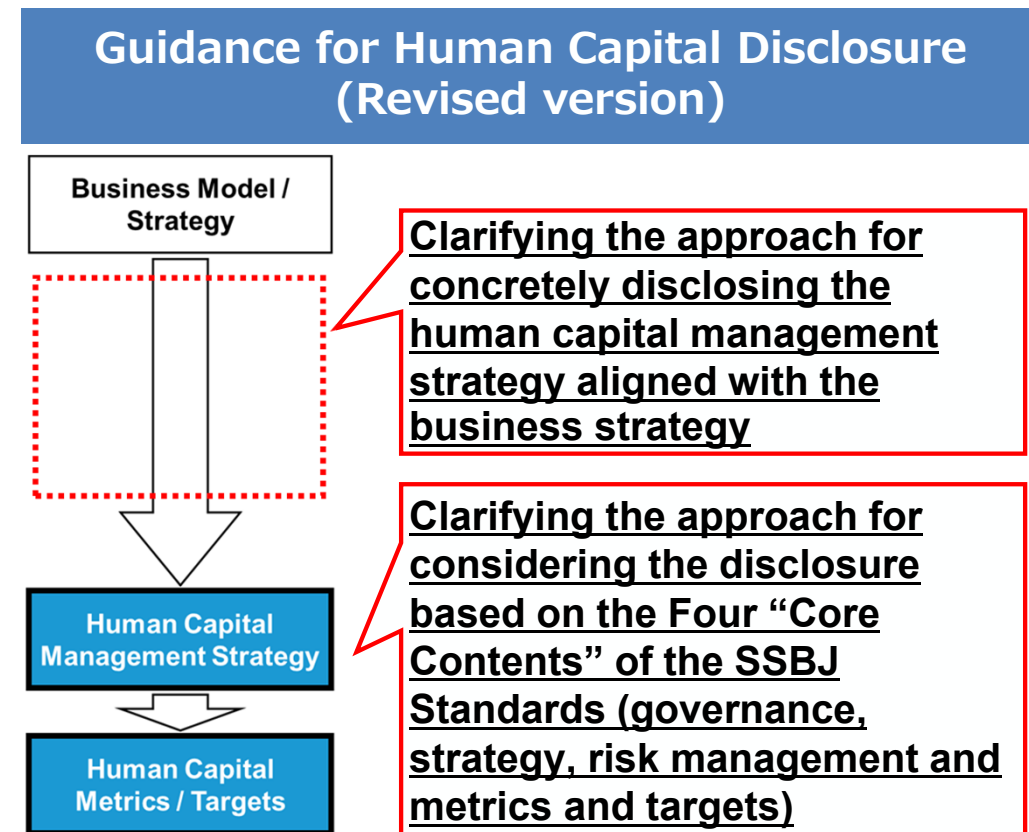 Guidance for Human Capital Disclosure
(Revised version)
Business Model /
Strategy
Clarifying the approach for
concretely disclosing the
human capital management
strategy aligned with the
business strategy
Human Capital
Management Strategy
Clarifying the approach for
considering the disclosure
based on the Four “Core
Contents” of the SSBJ
Standards (governance,
strategy, risk management and
metrics and targets)
Human Capital
Metrics / Targets